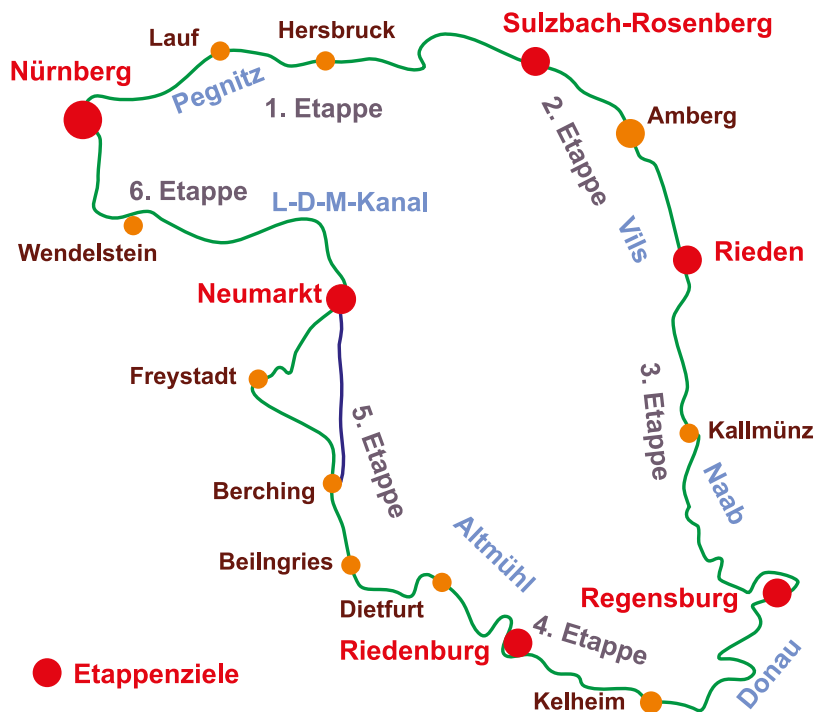 Sulzbach-Rosenberg
Hersbruck
Lauf
Nürnberg
Pegnitz
1. Etappe
2. Etappe
Amberg
6. Etappe
L-D-M-Kanal
Vils
Wendelstein
Rieden
Neumarkt
Freystadt
3. Etappe
5. Etappe
Kallmünz
Naab
Berching
Altmühl
Beilngries
Dietfurt
Regensburg
Riedenburg
4. Etappe
Donau
Etappenziele
Kelheim